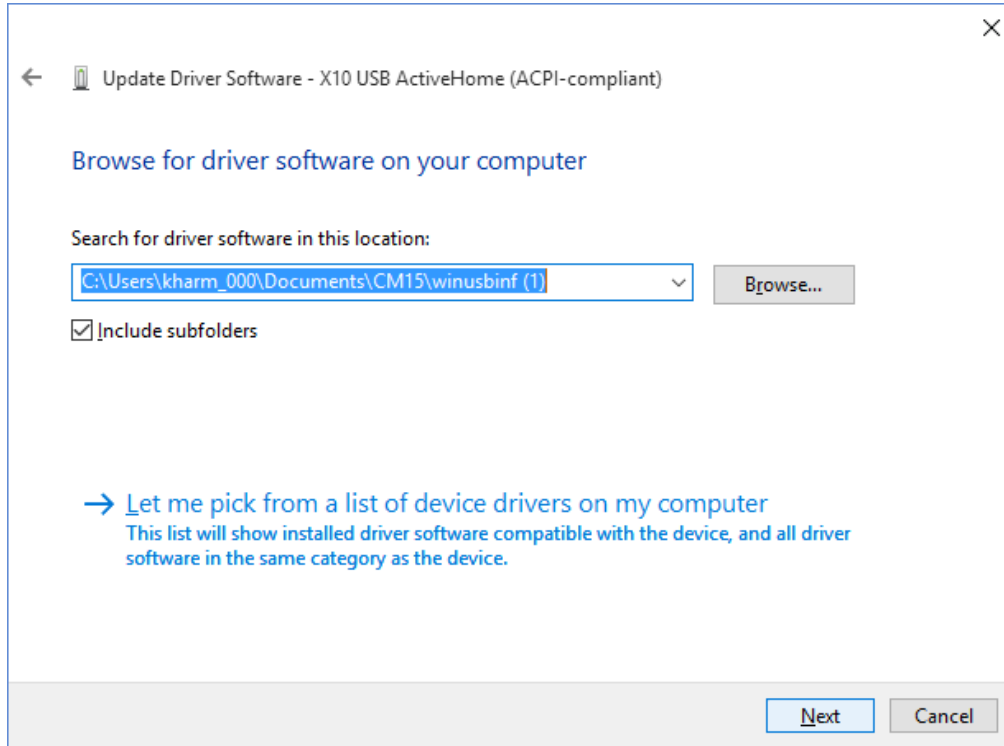 Update Driver Software - X10 USB ActiveHome (ACPI-compliant)
Browse for driver software on your computer
Search for driver software in this location:
C:\Users\kharm_000\Documents\CM15\winusbinf (1)
Browse...
Include subfolders
Let me pick from a list of device drivers on my computer
This list will show installed driver software compatible with the device, and all driver
software in the same category as the device.
Next
Cancel